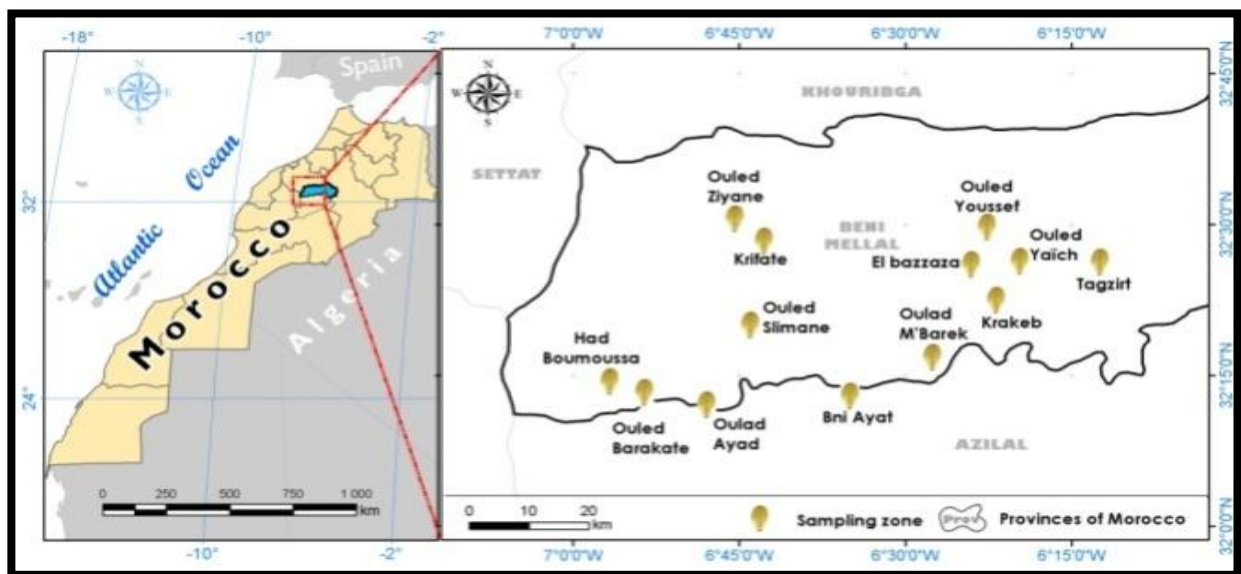 -18°
-10°
-2°
Spain
N
W
E
S
Ocean
Atlantic
32°
24°
Morocco
Algeria
0
250
500
750
1 000
km
-10°
-2°
7°0'0"W
6°45'0"W
6°30'0"W
6°15'0"W
N
W
E
S
KHOURIBGA
SETTAT
BENI
MELLAL
AZILAL
Ouled
Ziyane
Krifate
Ouled
Youssef
Ouled
Yaïch
El bazzaza
Tagzirt
Krakeb
Ouled
Slimane
Oulad
M'Barek
Had
Boumoussa
Ouled
Barakate
Oulad
Ayad
Bni Ayat
32°45'0"N
32°30'0"N
32°15'0"N
32°0'0"N
0
10
20
km
Sampling zone
Prov
Provinces of Morocco
7°0'0"W
6°45'0"W
6°30'0"W
6°15'0"W